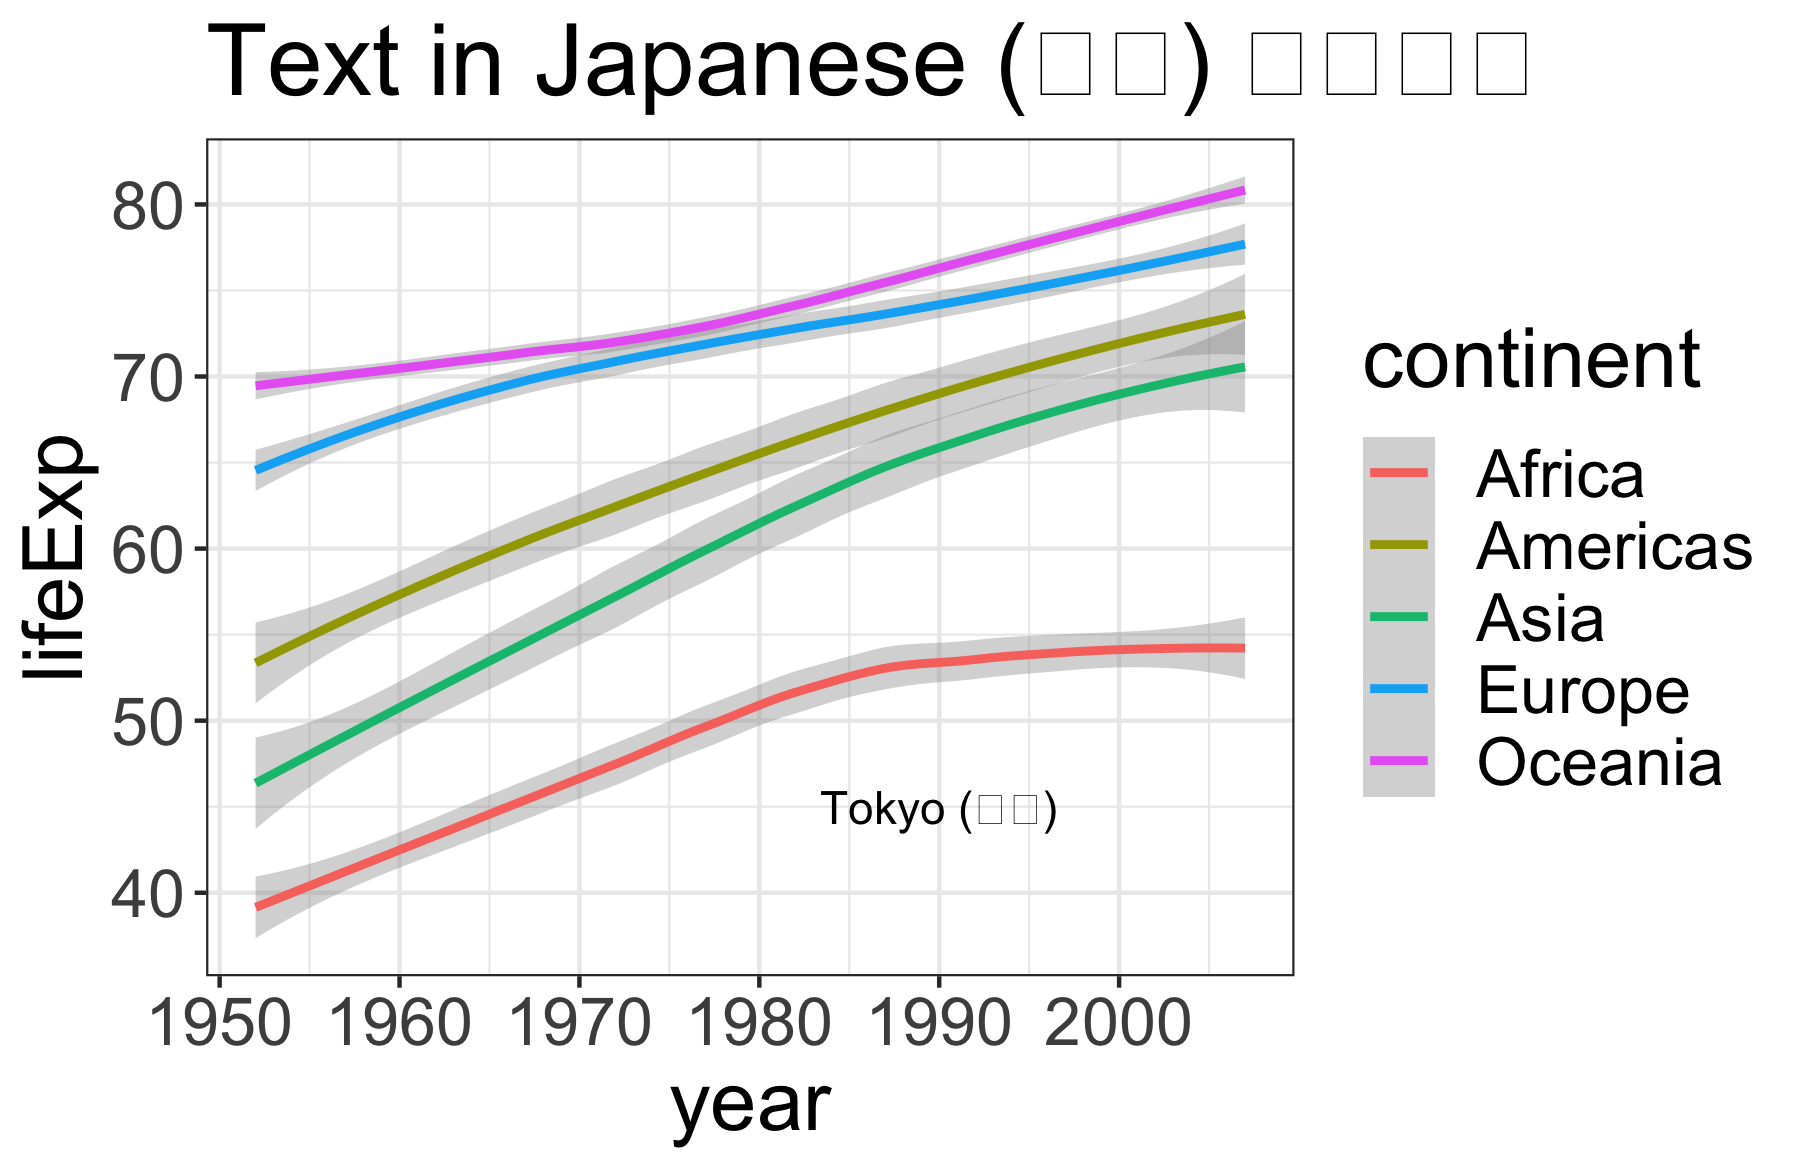 Text in Japanese (□□) □□□□
lifeExp
80
70
60
50
40
Tokyo (□□)
1950 1960 1970 1980 1990 2000
year
continent
Africa
Americas
Asia
Europe
Oceania